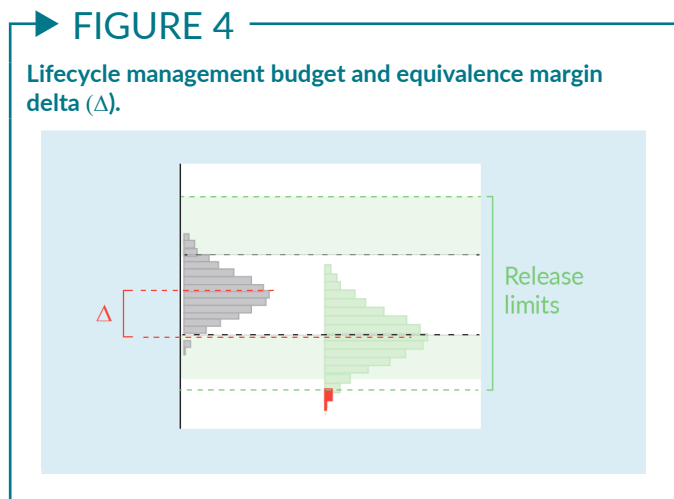 FIGURE 4
Lifecycle management budget and equivalence margin
delta (Δ).
Δ
Release
limits